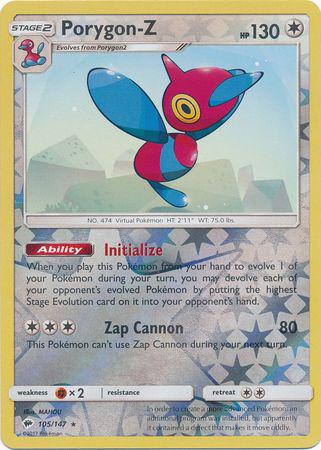 STAGE2 Porygon-Z HP 130
Evolves from Porygon2
NO. 474 Virtual Pokémon HT: 2'11" WT: 75.0 lbs.
Ability Initialize
When you play this Pokémon from your hand to evolve 1 of
your Pokémon during your turn, you may devolve each of
your opponent's evolved Pokémon by putting the highest
Stage Evolution card on it into your opponent's hand.
Zap Cannon 80
This Pokémon can't use Zap Cannon during your next turn.
weakness ×2 resistance retreat
Illus. MAHOU
105/147 ★
©2017 Pokémon
In order to create a more advanced Pokémon, an
additional program was installed, but apparently
it contained a defect that makes it move oddly.